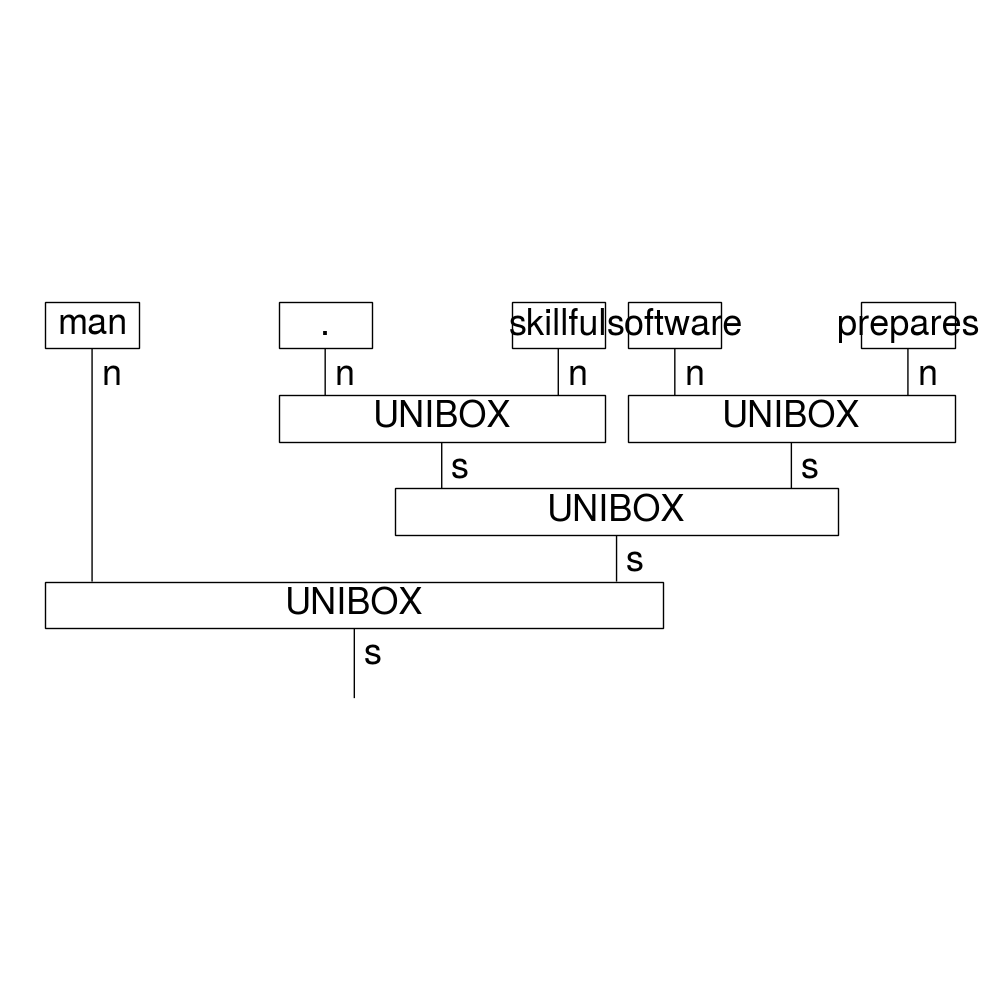 man . skillful software prepares
n n n n n
UNIBOX UNIBOX
s s
UNIBOX
s
UNIBOX
s